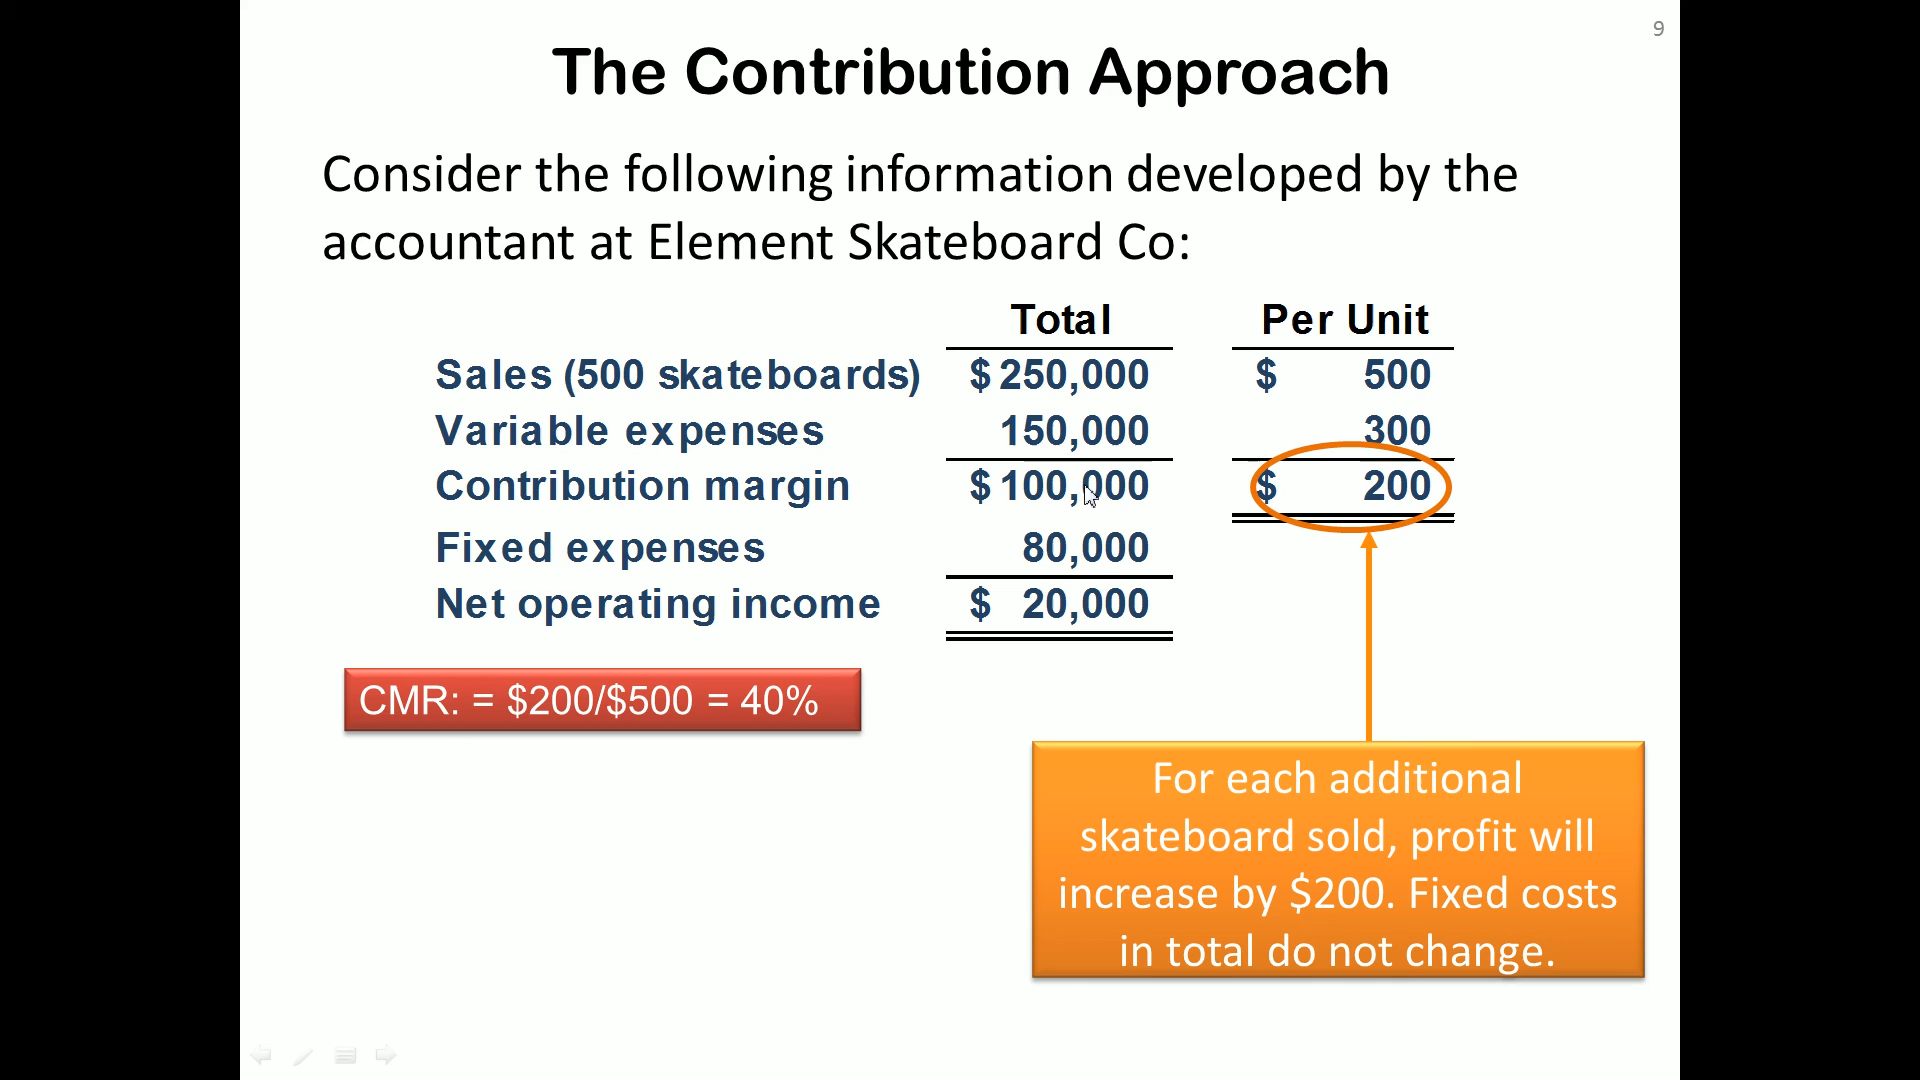 9
The Contribution Approach
Consider the following information developed by the
accountant at Element Skateboard Co:
Total Per Unit
Sales (500 skateboards) $ 250,000 $ 500
Variable expenses 150,000 300
Contribution margin $ 100,000 $ 200
Fixed expenses 80,000
Net operating income $ 20,000
CMR: = $200/$500 = 40%
For each additional
skateboard sold, profit will
increase by $200. Fixed costs
in total do not change.